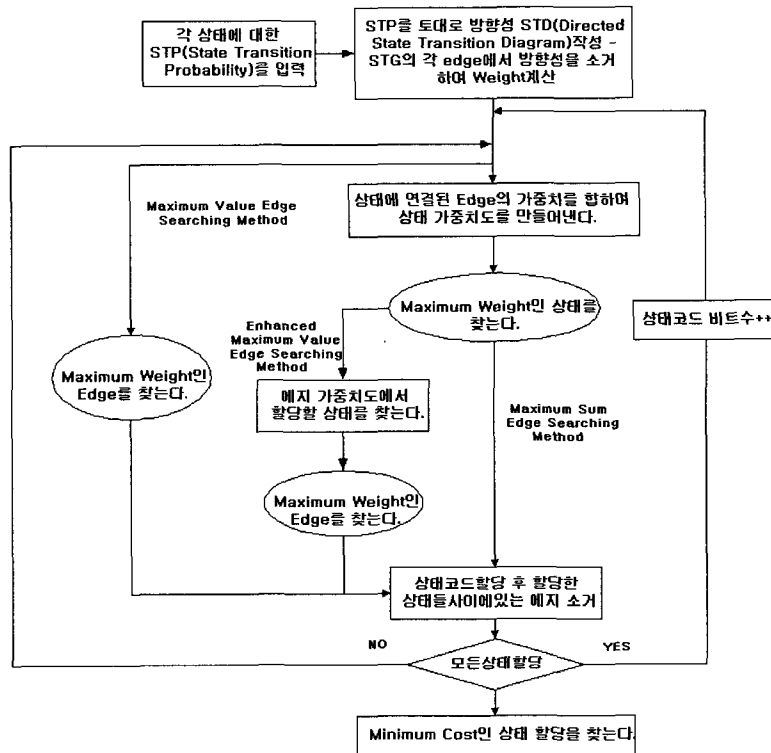 각 상태에 대한
STP(State Transition
Probability)를 입력
STP를 토대로 방향성 STD(Directed
State Transition Diagram)작성 -
STG의 각 edge에서 방향성을 소거
하여 Weight계산
Maximum Value Edge
Searching Method
상태에 연결된 Edge의 가중치를 합하여
상태 가중치도를 만들어낸다.
Maximum Weight인 상태를
찾는다.
상태코드 비트수++
Enhanced
Maximum Value
Edge Searching
Method
Maximum Weight인
Edge를 찾는다.
에지 가중치도에서
할당할 상태를 찾는다.
Maximum Sum
Edge Searching
Method
Maximum Weight인
Edge를 찾는다.
상태코드할당 후 할당한
상태들사이에있는 에지 소거
NO
YES
모든상태할당
Minimum Cost인 상태 할당을 찾는다.